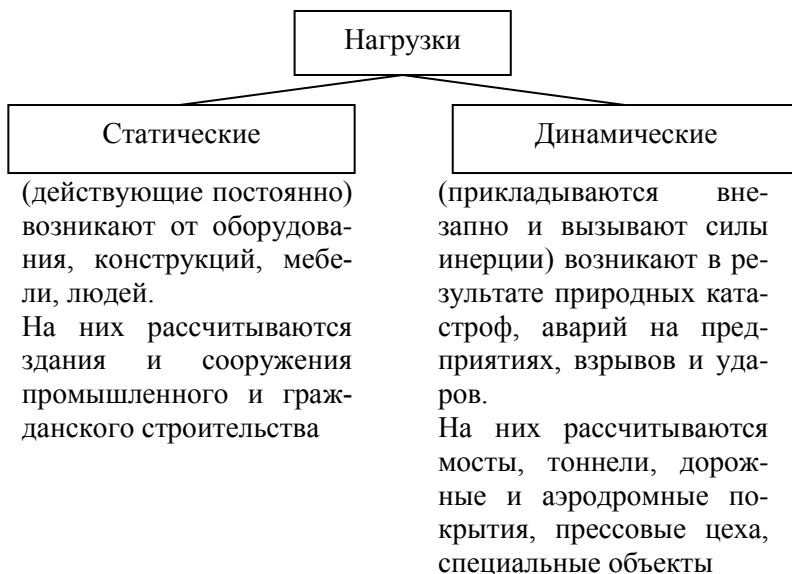 Нагрузки
Статические
(действующие постоянно)
возникают от оборудова-
ния, конструкций, мебе-
ли, людей.
На них рассчитываются
здания и сооружения
промышленного и граж-
данского строительства
Динамические
(прикладываются вне-
запно и вызывают силы
инерции) возникают в ре-
зультате природных ката-
строф, аварий на пред-
приятиях, взрывов и уда-
ров.
На них рассчитываются
мосты, тоннели, дорож-
ные и аэродромные по-
крытия, прессовые цеха,
специальные объекты